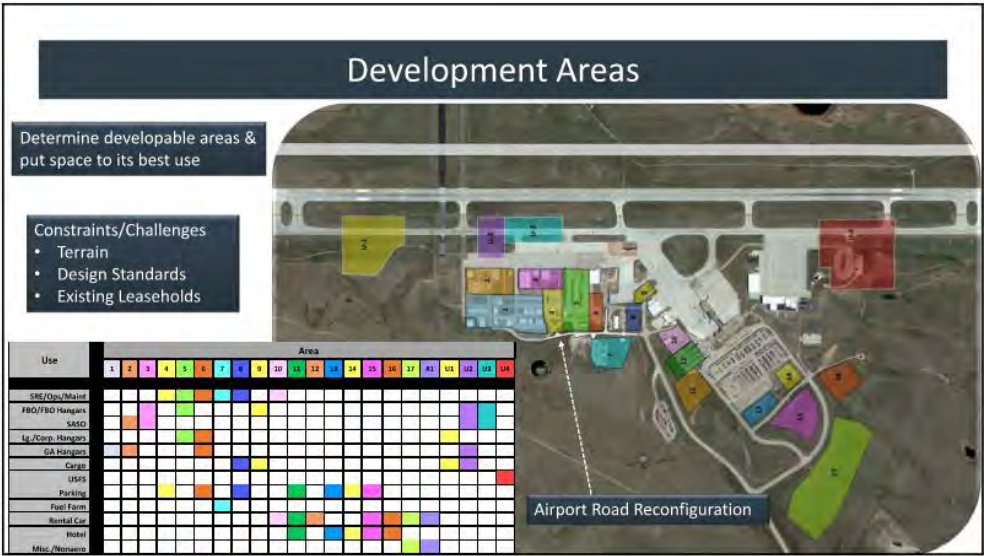 Development Areas
Determine developable areas &
put space to its best use
Constraints/Challenges
• Terrain
• Design Standards
• Existing Leaseholds
Use
Area
1 2 3 4 5 6 7 8 9 10 11 12 13 14 15 16 17 A1 U1 U2 U3 U4
SRE/Ops/Maint
FBO/FBO Hangars
SASO
Lg./Corp. Hangars
GA Hangars
Cargo
USFS
Parking
Fuel Farm
Rental Car
Hotel
Misc./Nonaero
Airport Road Reconfiguration